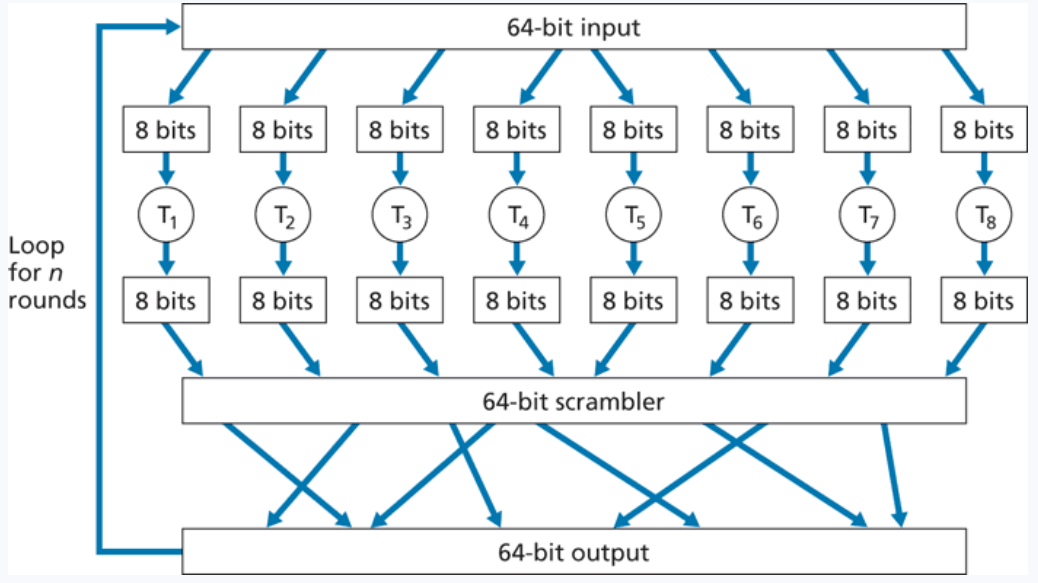 64-bit input
8 bits 8 bits 8 bits 8 bits 8 bits 8 bits 8 bits 8 bits
T1 T2 T3 T4 T5 T6 T7 T8
Loop
for n
rounds
8 bits 8 bits 8 bits 8 bits 8 bits 8 bits 8 bits 8 bits
64-bit scrambler
64-bit output